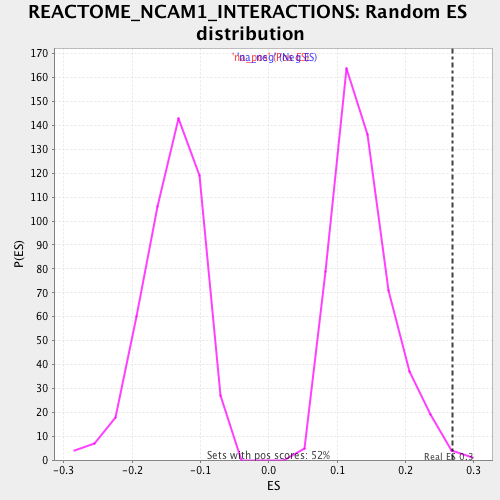 REACTOME_NCAM1_INTERACTIONS: Random ES
distribution
170
160
150
140
130
120
110
100
90
80
70
60
50
40
30
20
10
0
P(ES)
Sets with pos scores: 52%
Real ES 0.3
-0.3 -0.2 -0.1 0.0 0.1 0.2 0.3
ES